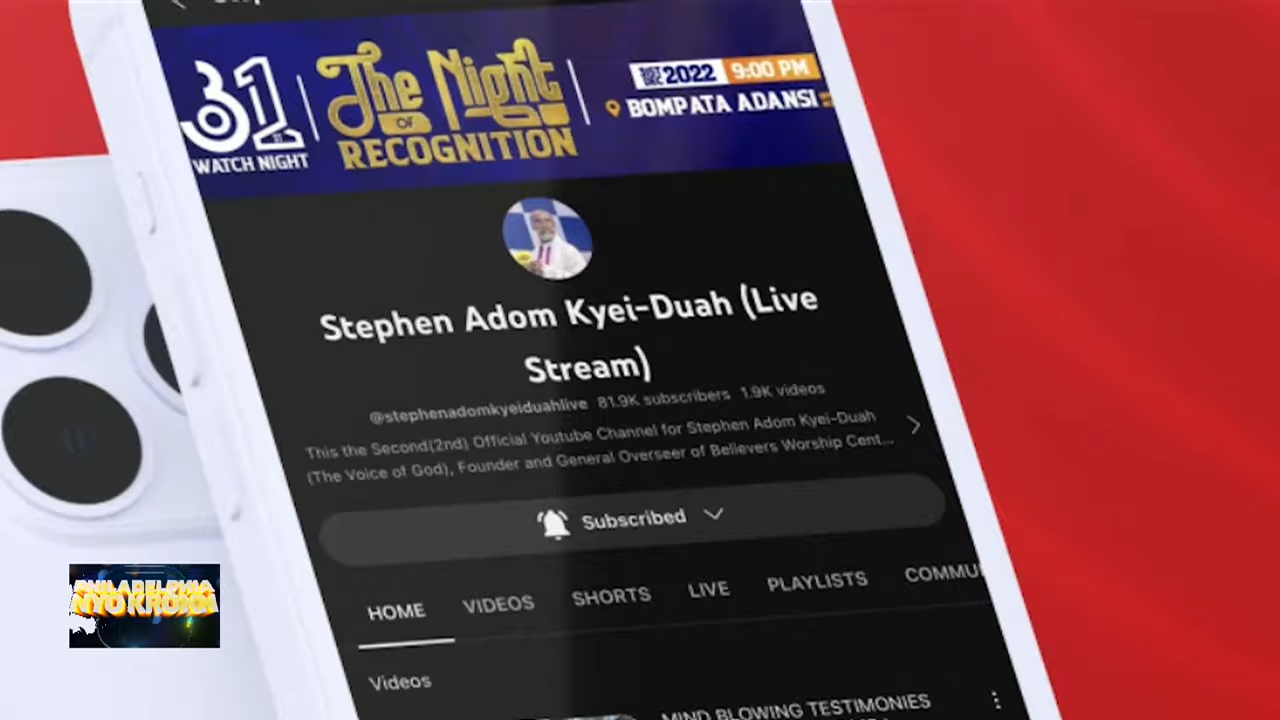 31
ST
WATCH NIGHT
The Night
OF
RECOGNITION
2022 9:00 PM
BOMPATA ADANSI
Stephen Adom Kyei-Duah (Live
Stream)
@stephenadomkyeiduahlive 81.9K subscribers 1.9K videos
This the Second(2nd) Official Youtube Channel for Stephen Adom Kyei-Duah
(The Voice of God), Founder and General Overseer of Believers Worship Cent...
Subscribed
HOME VIDEOS SHORTS LIVE PLAYLISTS COMMU
Videos
MIND BLOWING TESTIMONIES
PHILADELPHIA